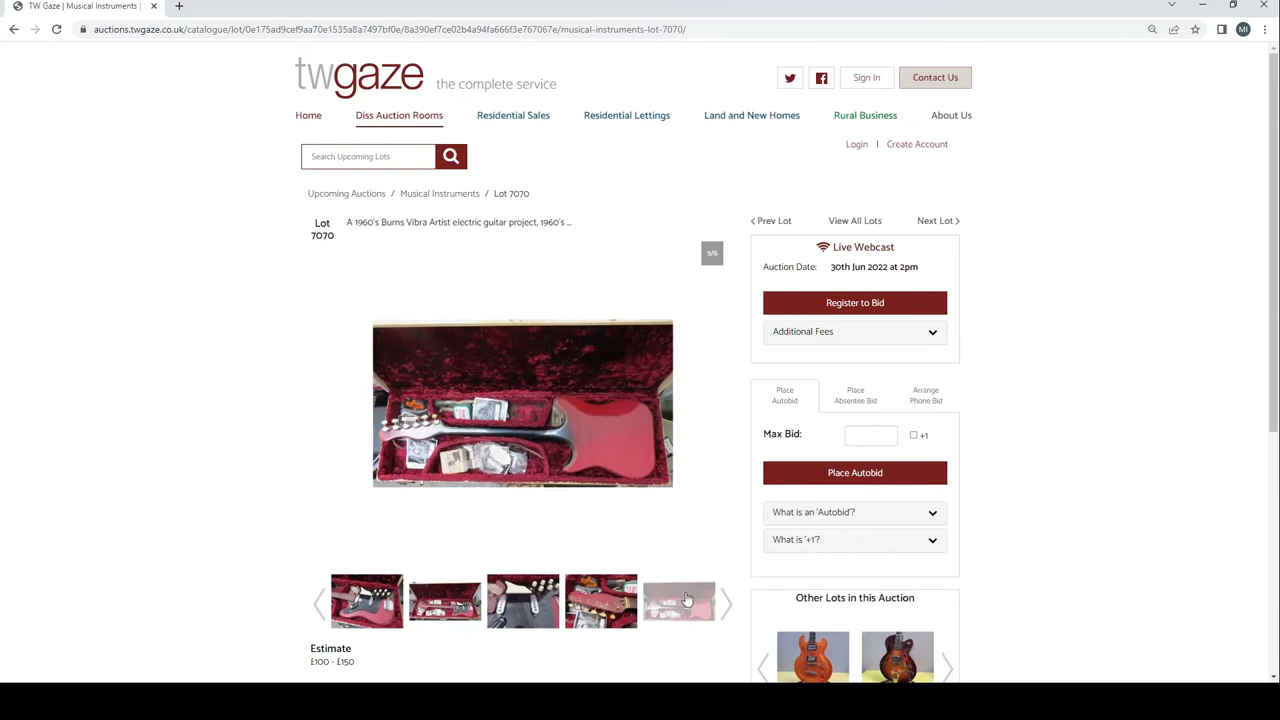 TW Gaze | Musical Instruments
auctions.twgaze.co.uk/catalogue/lot/0e175ad9cef9aa70e1535a8a7497bf0e/8a390ef7ce02b4a94fa666f3e767067e/musical-instruments-lot-7070/
MI
twgaze the complete service
Sign In
Contact Us
Home
Diss Auction Rooms
Residential Sales
Residential Lettings
Land and New Homes
Rural Business
About Us
Login | Create Account
Search Upcoming Lots
Upcoming Auctions / Musical Instruments / Lot 7070
Lot
7070
A 1960's Burns Vibra Artist electric guitar project, 1960's ...
5/6
Estimate
£100 - £150
Prev Lot
View All Lots
Next Lot
Live Webcast
Auction Date: 30th Jun 2022 at 2pm
Register to Bid
Additional Fees
Place
Autobid
Place
Absentee Bid
Arrange
Phone Bid
Max Bid:
+1
Place Autobid
What is an 'Autobid'?
What is '+1'?
Other Lots in this Auction